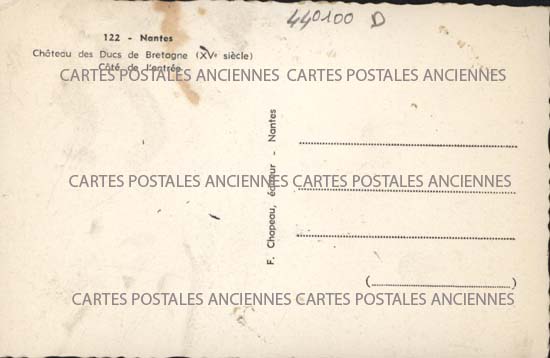 440100 D
122 - Nantes
Château des Ducs de Bretagne (XVe siècle)
Côté de l'entrée
CARTES POSTALES ANCIENNES CARTES POSTALES ANCIENNES
F. Chapeau, éditeur - Nantes
CARTES POSTALES ANCIENNES CARTES POSTALES ANCIENNES
CARTES POSTALES ANCIENNES CARTES POSTALES ANCIENNES